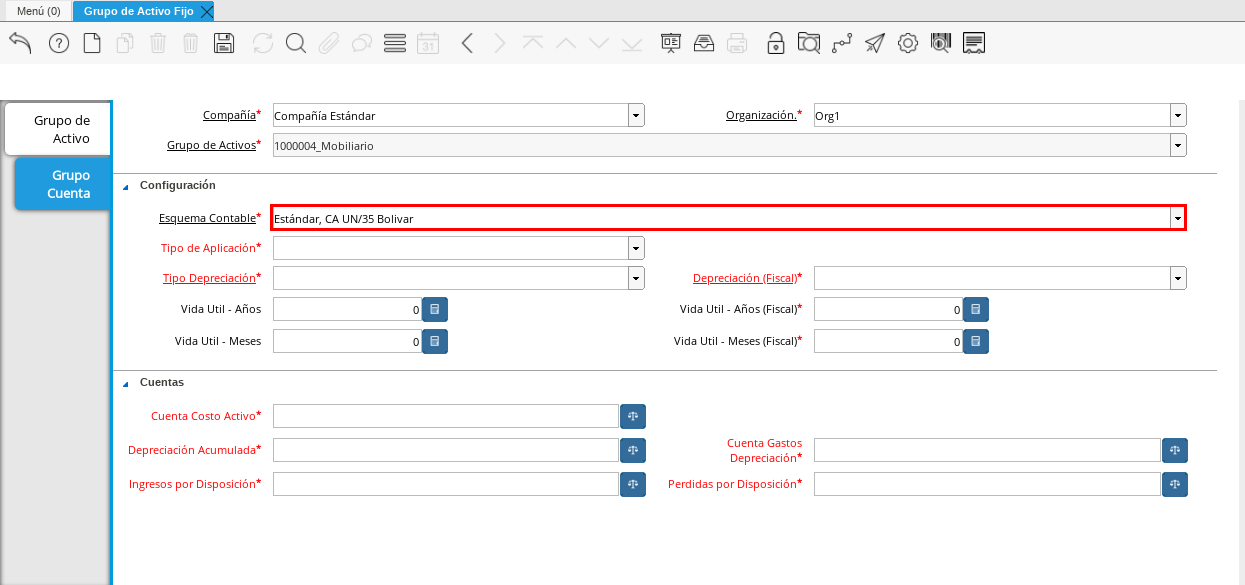 Menú (0)
Grupo de Activo Fijo
31
Grupo de
Activo
Grupo
Cuenta
Compañía* Compañía Estándar Organización.* Org1
Grupo de Activos* 1000004_Mobiliario
Configuración
Esquema Contable* Estándar, CA UN/35 Bolivar
Tipo de Aplicación*
Tipo Depreciación* Depreciación (Fiscal)*
Vida Util - Años 0 Vida Util - Años (Fiscal)* 0
Vida Util - Meses 0 Vida Util - Meses (Fiscal)* 0
Cuentas
Cuenta Costo Activo*
Depreciación Acumulada* Cuenta Gastos
Depreciación*
Ingresos por Disposición* Perdidas por Disposición*